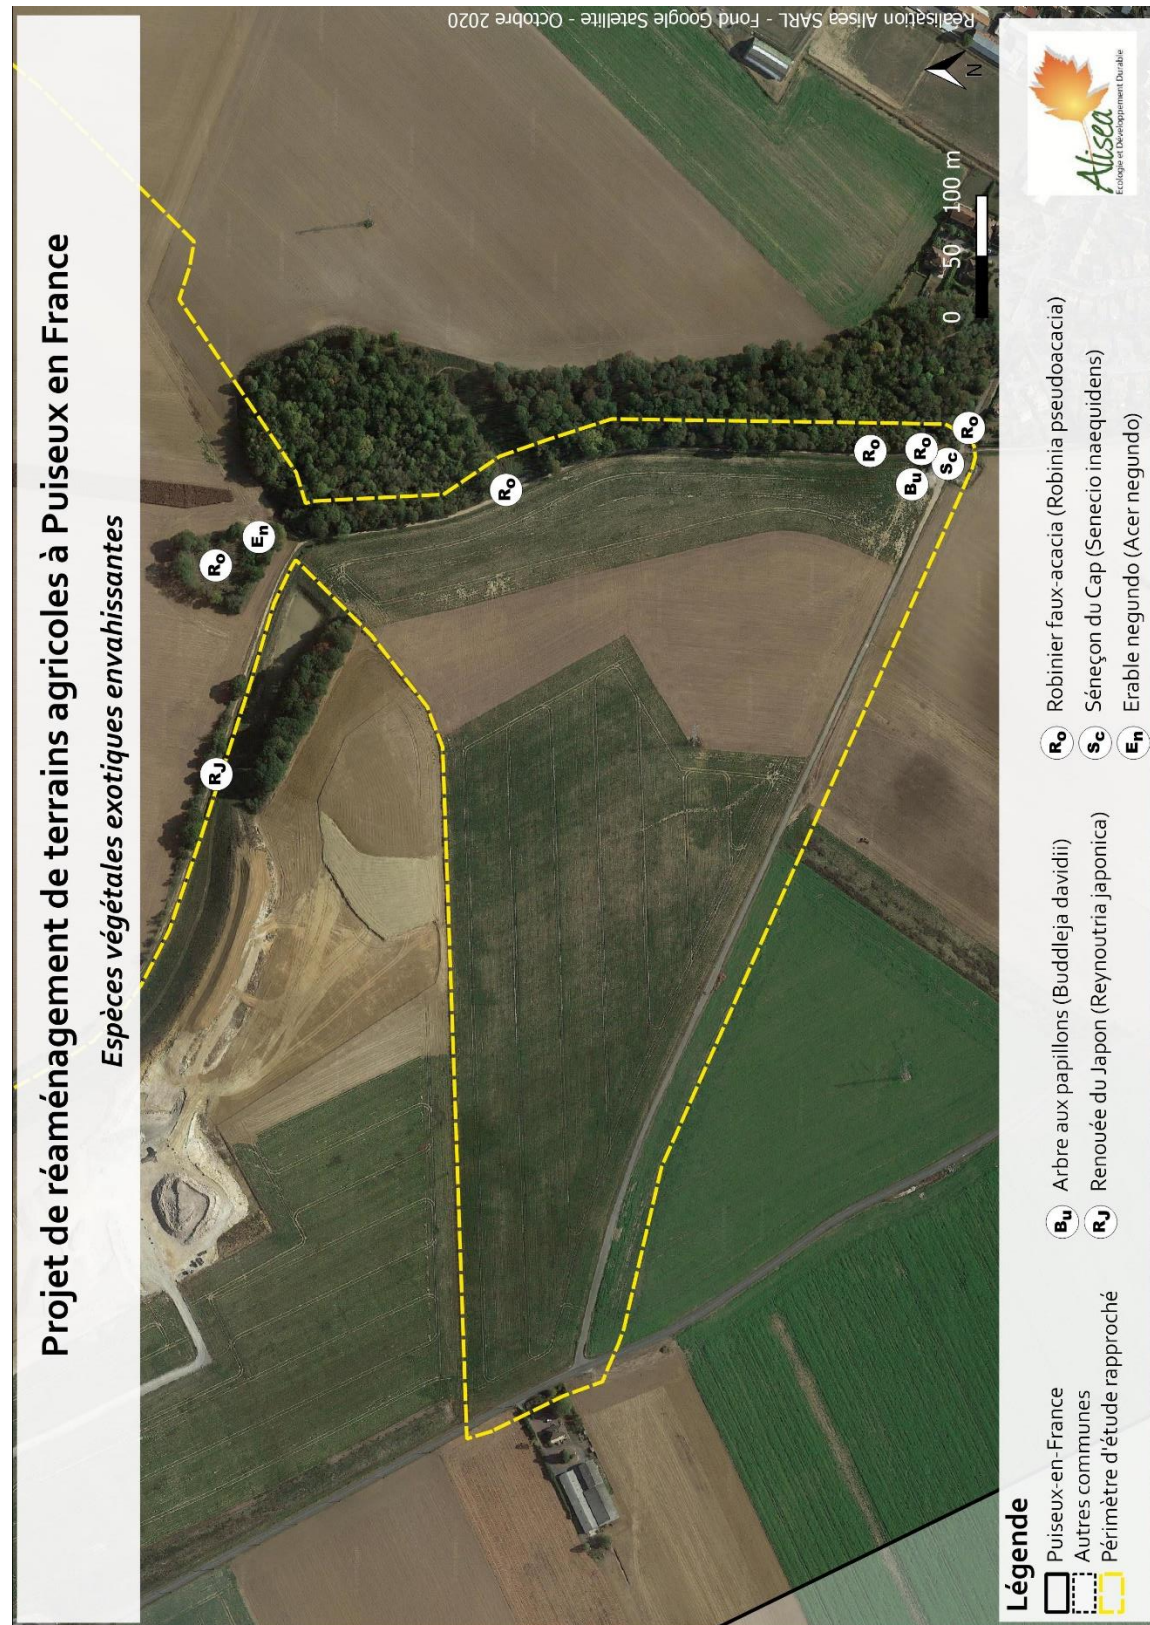 Projet de réaménagement de terrains agricoles à Puiseux en France
Espèces végétales exotiques envahissantes
RJ
Ro
En
Ro
Ro
Ro
Bu
Sc
Ro
Réalisation Alisea SARL - Fond Google Satellite - Octobre 2020
N
0 50 100 m
Légende
Puiseux-en-France
Autres communes
Périmètre d'étude rapproché
Bu Arbre aux papillons (Buddleja davidii)
RJ Renouée du Japon (Reynoutria japonica)
Ro Robinier faux-acacia (Robinia pseudoacacia)
Sc Séneçon du Cap (Senecio inaequidens)
En Erable negundo (Acer negundo)
Alisea
Ecologie et Développement Durable